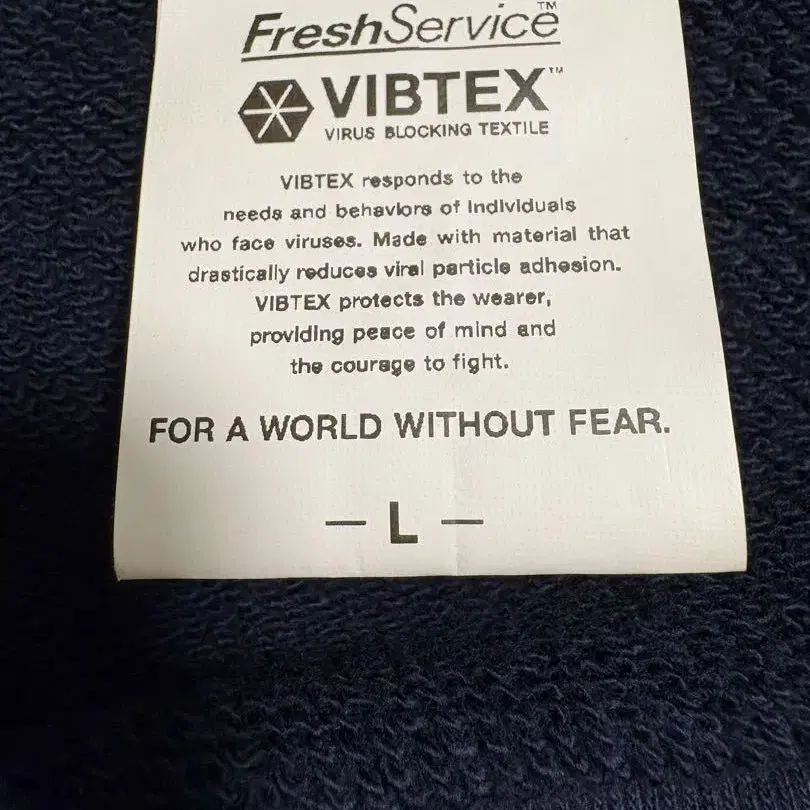 FreshService™
VIBTEX™
VIRUS BLOCKING TEXTILE
VIBTEX responds to the
needs and behaviors of individuals
who face viruses. Made with material that
drastically reduces viral particle adhesion.
VIBTEX protects the wearer,
providing peace of mind and
the courage to fight.
FOR A WORLD WITHOUT FEAR.
— L —